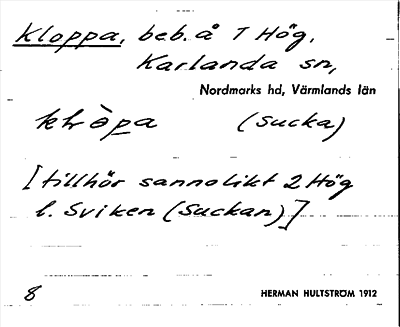 Kloppa, beb. å 1 Hög,
Karlanda sn,
Nordmarks hd, Värmlands län
(sucka)
[tillhör sannolikt 2 Hög
l. Sviken (Suckan)]
8 HERMAN HULTSTRÖM 1912